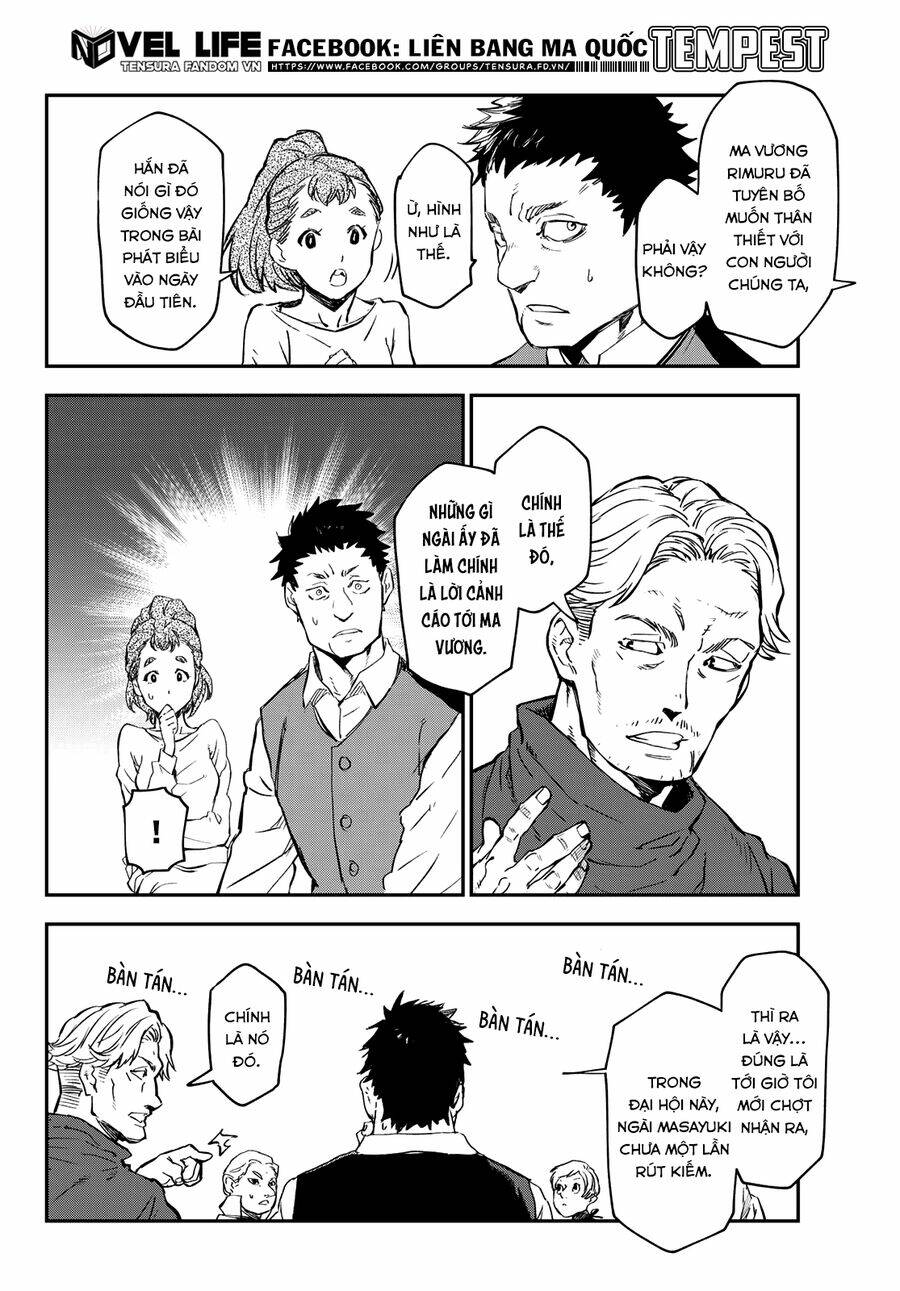 NOVEL LIFE
TENSURA FANDOM VN
FACEBOOK: LIÊN BANG MA QUỐC
HTTPS://WWW.FACEBOOK.COM/GROUPS/TENSURA.FD.VN/
TEMPEST
MA VƯƠNG
RIMURU ĐÃ
TUYÊN BỐ
MUỐN THÂN
THIẾT VỚI
CON NGƯỜI
CHÚNG TA,
PHẢI VẬY
KHÔNG?
Ừ, HÌNH
NHƯ LÀ
THẾ.
HẮN ĐÃ
NÓI GÌ ĐÓ
GIỐNG VẬY
TRONG BÀI
PHÁT BIỂU
VÀO NGÀY
ĐẦU TIÊN.
CHÍNH
LÀ THẾ
ĐÓ,
NHỮNG GÌ
NGÀI ẤY ĐÃ
LÀM CHÍNH
LÀ LỜI CẢNH
CÁO TỚI MA
VƯƠNG.
!
BÀN TÁN...
BÀN TÁN...
BÀN TÁN...
BÀN TÁN...
THÌ RA
LÀ VẬY...
ĐÚNG LÀ
TỚI GIỜ TÔI
MỚI CHỢT
NHẬN RA,
TRONG
ĐẠI HỘI NÀY,
NGÀI MASAYUKI
CHƯA MỘT LẦN
RÚT KIẾM.
CHÍNH
LÀ NÓ
ĐÓ.